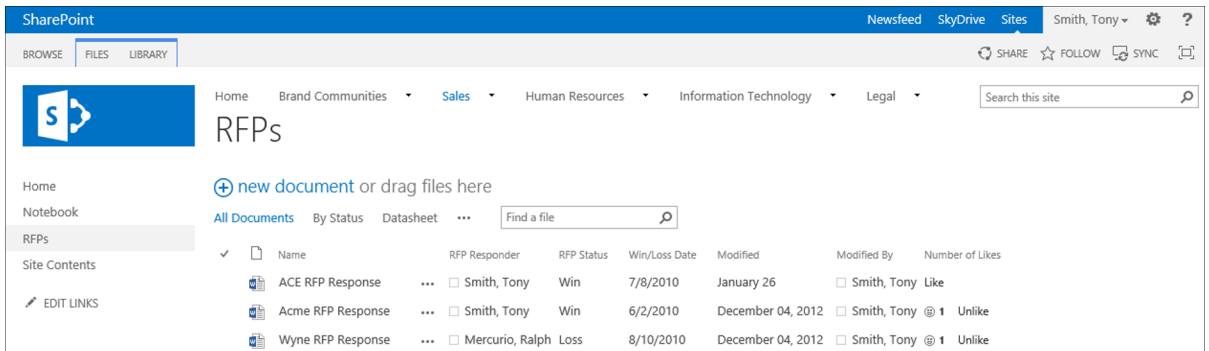 SharePoint Newsfeed SkyDrive Sites Smith, Tony ?
BROWSE FILES LIBRARY SHARE FOLLOW SYNC
S Home Brand Communities Sales Human Resources Information Technology Legal Search this site
RFPs
Home
Notebook
RFPs
Site Contents
EDIT LINKS
new document or drag files here
All Documents By Status Datasheet ... Find a file
Name RFP Responder RFP Status Win/Loss Date Modified Modified By Number of Likes
ACE RFP Response ... Smith, Tony Win 7/8/2010 January 26 Smith, Tony Like
Acme RFP Response ... Smith, Tony Win 6/2/2010 December 04, 2012 Smith, Tony 1 Unlike
Wyne RFP Response ... Mercurio, Ralph Loss 8/10/2010 December 04, 2012 Smith, Tony 1 Unlike